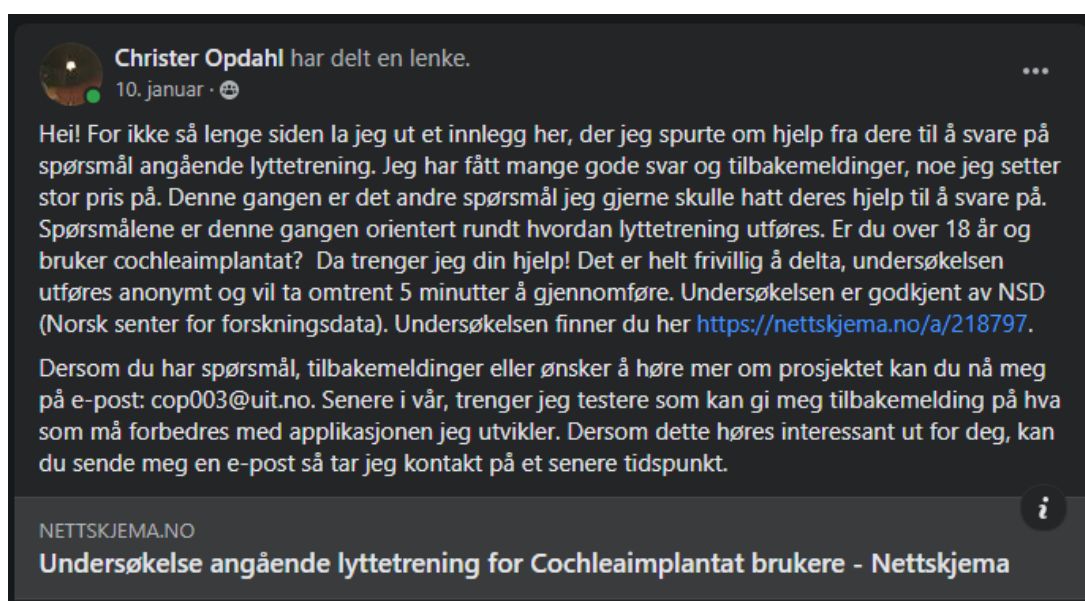 Christer Opdahl har delt en lenke.
10. januar ·
Hei! For ikke så lenge siden la jeg ut et innlegg her, der jeg spurte om hjelp fra dere til å svare på
spørsmål angående lyttetrening. Jeg har fått mange gode svar og tilbakemeldinger, noe jeg setter
stor pris på. Denne gangen er det andre spørsmål jeg gjerne skulle hatt deres hjelp til å svare på.
Spørsmålene er denne gangen orientert rundt hvordan lyttetrening utføres. Er du over 18 år og
bruker cochleaimplantat?  Da trenger jeg din hjelp! Det er helt frivillig å delta, undersøkelsen
utføres anonymt og vil ta omtrent 5 minutter å gjennomføre. Undersøkelsen er godkjent av NSD
(Norsk senter for forskningsdata). Undersøkelsen finner du her https://nettskjema.no/a/218797.
Dersom du har spørsmål, tilbakemeldinger eller ønsker å høre mer om prosjektet kan du nå meg
på e-post: cop003@uit.no. Senere i vår, trenger jeg testere som kan gi meg tilbakemelding på hva
som må forbedres med applikasjonen jeg utvikler. Dersom dette høres interessant ut for deg, kan
du sende meg en e-post så tar jeg kontakt på et senere tidspunkt.
NETTSKJEMA.NO
Undersøkelse angående lyttetrening for Cochleaimplantat brukere - Nettskjema